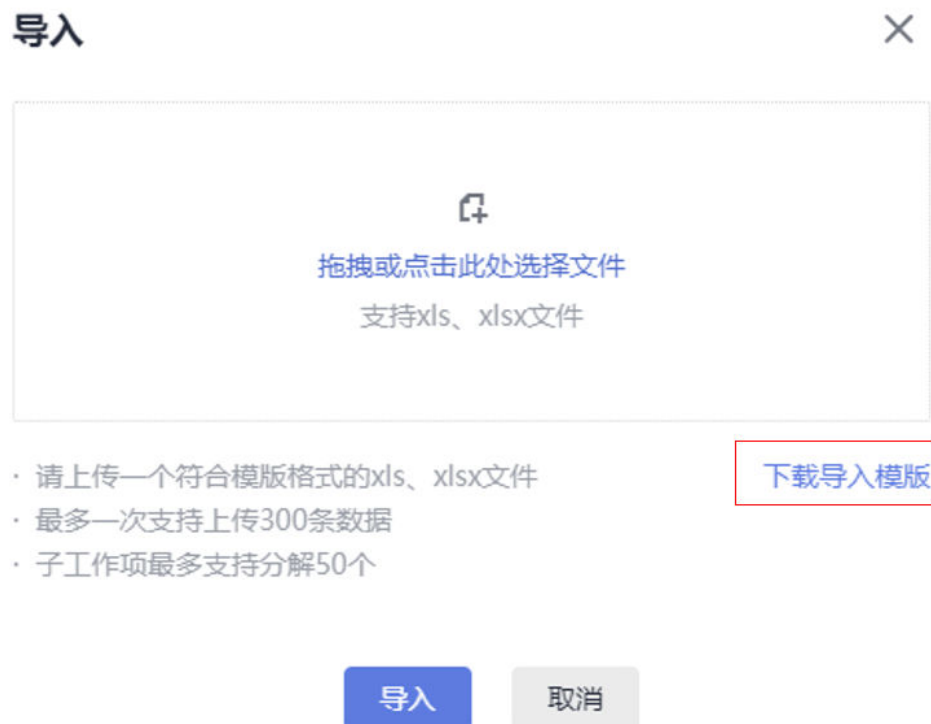 导入
拖拽或点击此处选择文件
支持xls、xlsx文件
· 请上传一个符合模版格式的xls、xlsx文件
下载导入模版
· 最多一次支持上传300条数据
· 子工作项最多支持分解50个
导入
取消